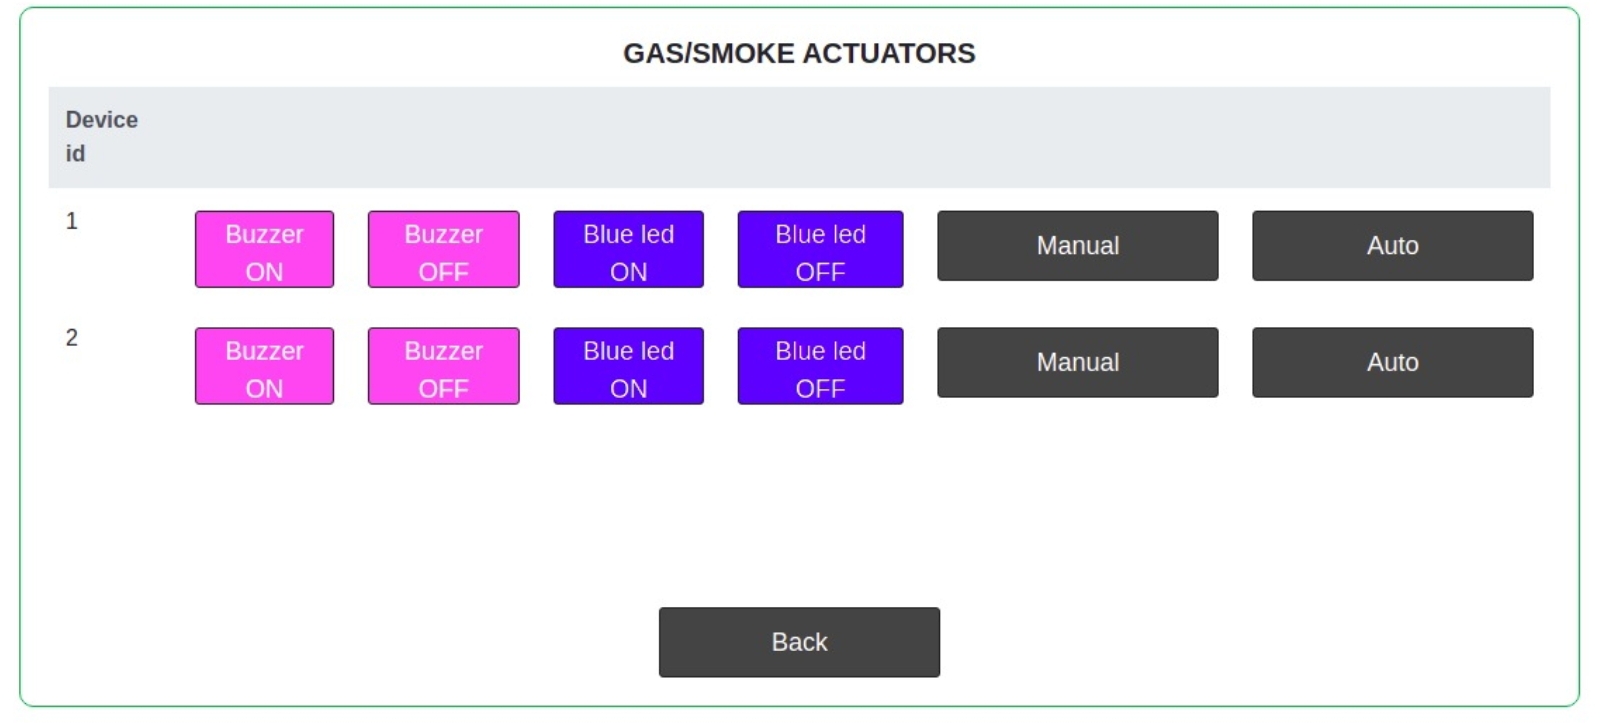 GAS/SMOKE ACTUATORS
Device
id
1
Buzzer
ON
Buzzer
OFF
Blue led
ON
Blue led
OFF
Manual
Auto
2
Buzzer
ON
Buzzer
OFF
Blue led
ON
Blue led
OFF
Manual
Auto
Back